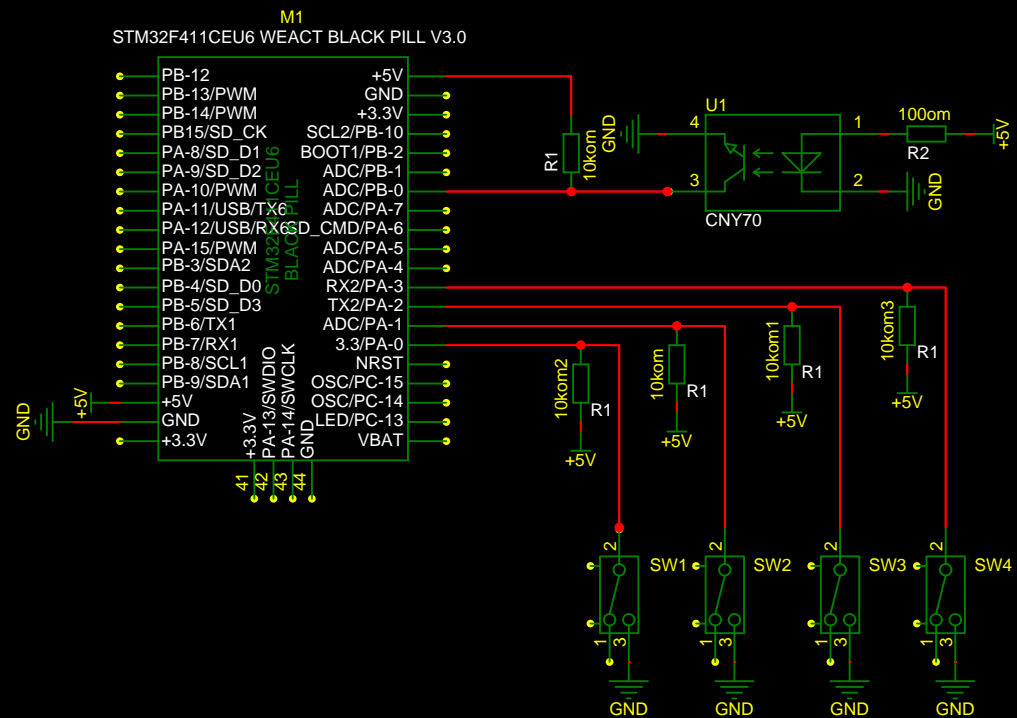 M1
STM32F411CEU6 WEACT BLACK PILL V3.0
PB-12
PB-13/PWM
PB-14/PWM
PB15/SD_CK
PA-8/SD_D1
PA-9/SD_D2
PA-10/PWM
PA-11/USB/TX6
PA-12/USB/RX6
PA-15/PWM
PB-3/SDA2
PB-4/SD_D0
PB-5/SD_D3
PB-6/TX1
PB-7/RX1
PB-8/SCL1
PB-9/SDA1
+5V
GND
+3.3V
+5V
GND
+3.3V
SCL2/PB-10
BOOT1/PB-2
ADC/PB-1
ADC/PB-0
ADC/PA-7
SD_CMD/PA-6
ADC/PA-5
ADC/PA-4
RX2/PA-3
TX2/PA-2
ADC/PA-1
3.3/PA-0
NRST
OSC/PC-15
OSC/PC-14
LED/PC-13
VBAT
STM32F411CEU6
BLACK PILL
+3.3V
PA-13/SWDIO
PA-14/SWCLK
GND
41
42
43
44
+5V
GND
R1
10kom
GND
U1
4
3
1
2
CNY70
100om
R2
+5V
GND
10kom2
R1
+5V
10kom
R1
+5V
10kom1
R1
+5V
10kom3
R1
+5V
2
SW1
1
3
GND
2
SW2
1
3
GND
2
SW3
1
3
GND
2
SW4
1
3
GND